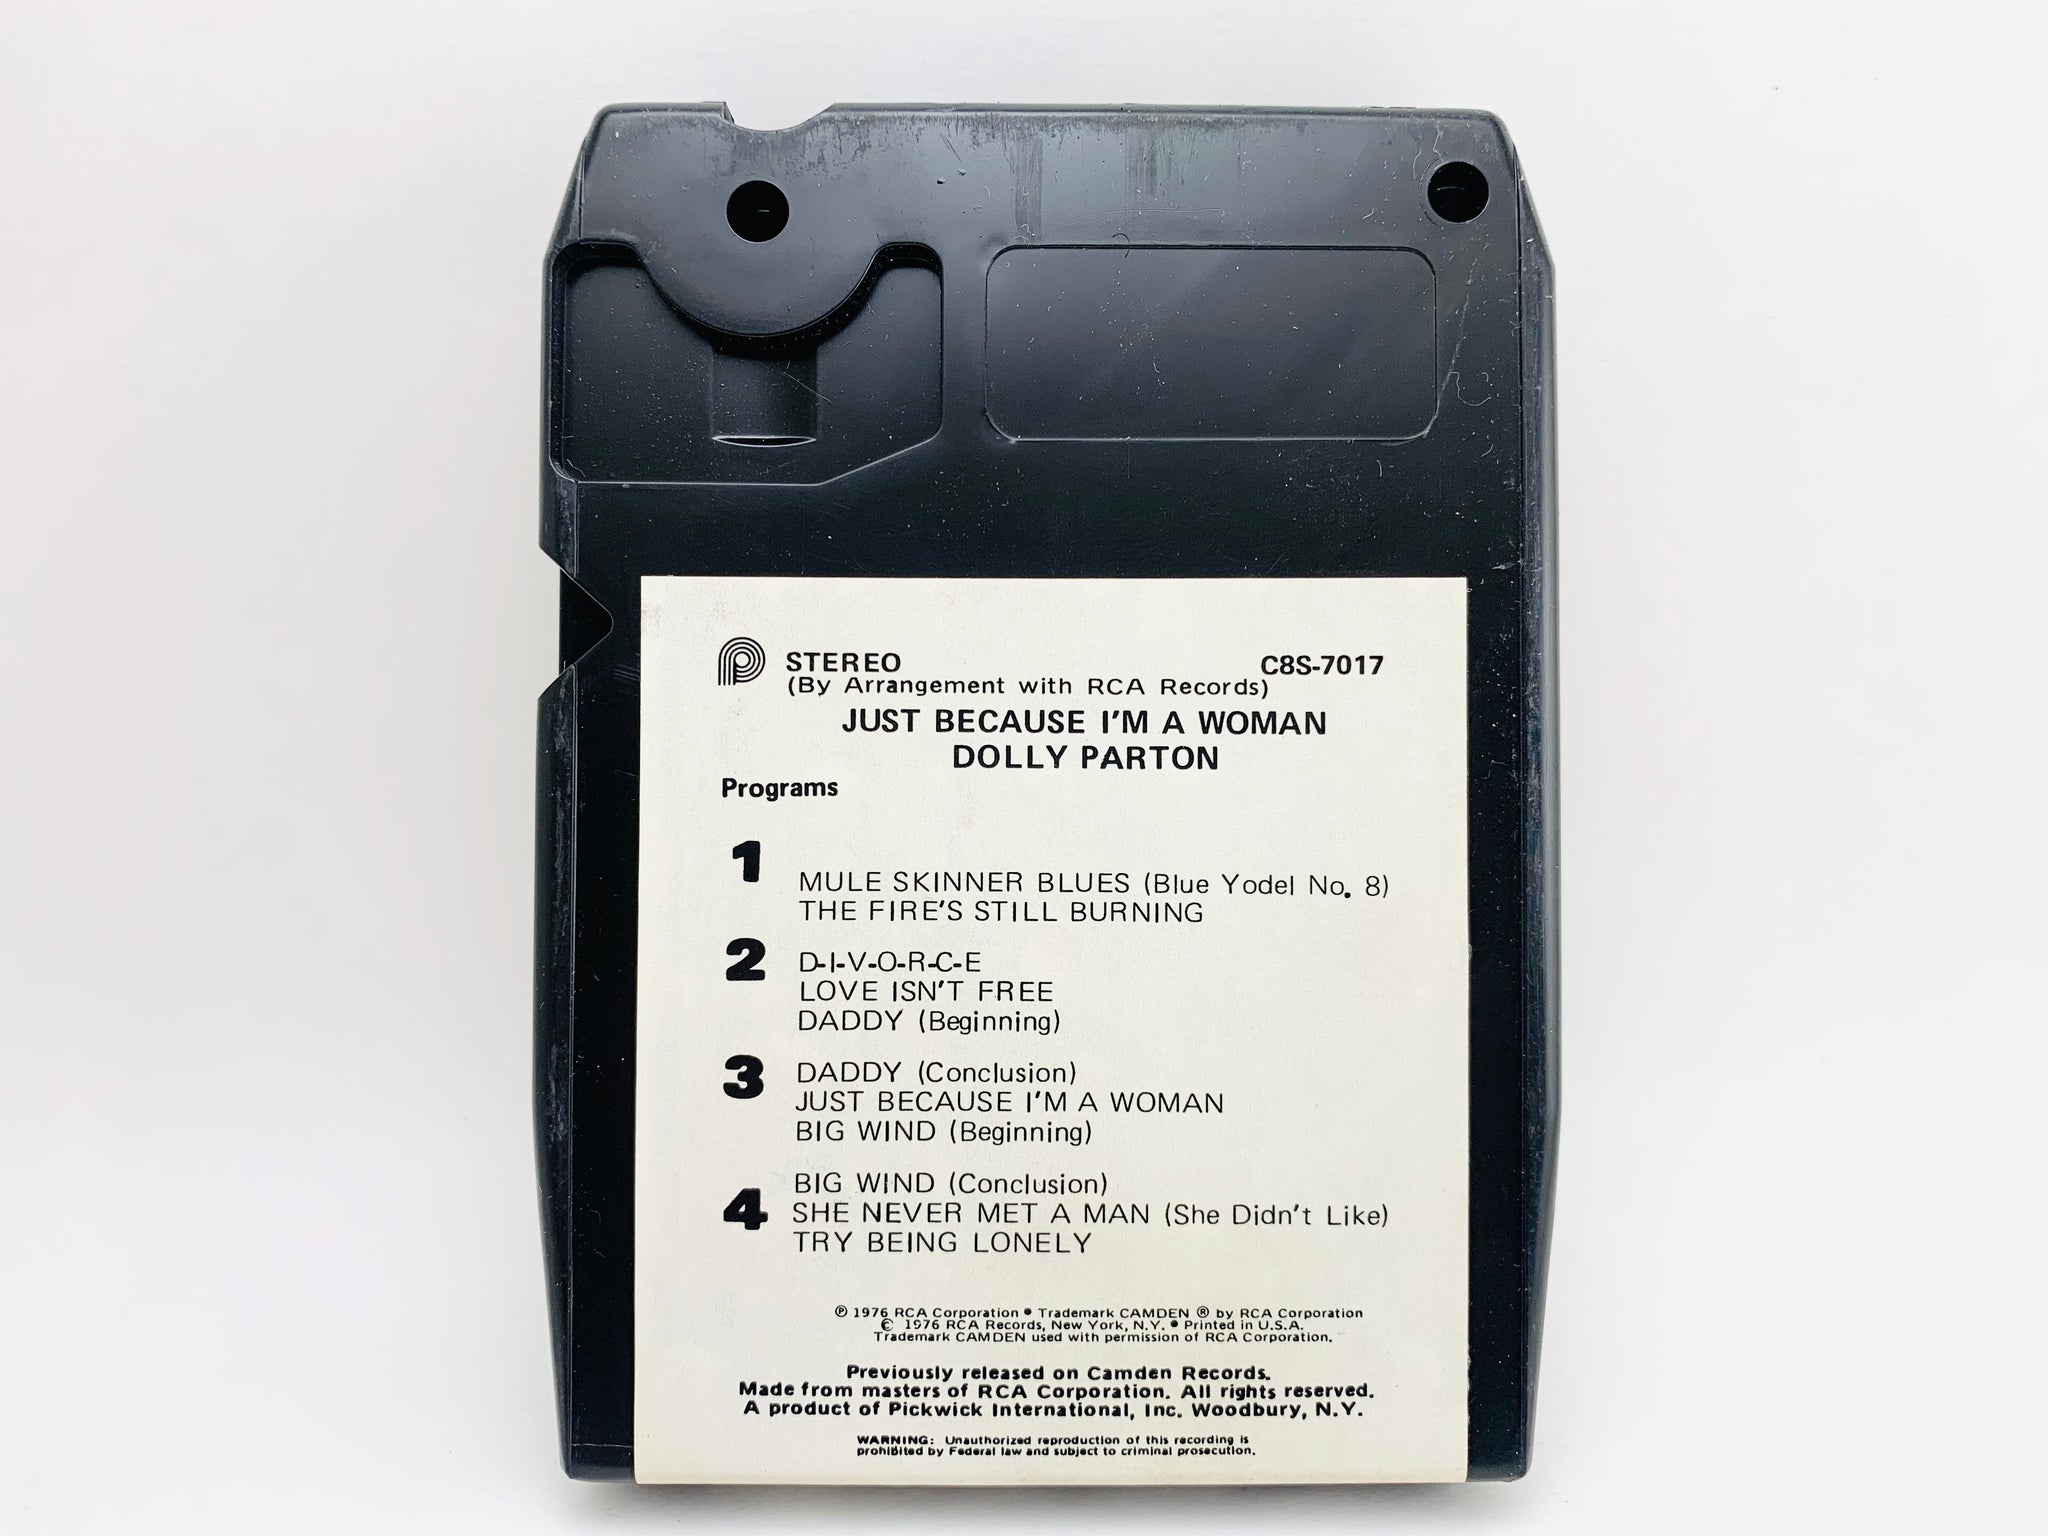 P STEREO C8S-7017
(By Arrangement with RCA Records)
JUST BECAUSE I'M A WOMAN
DOLLY PARTON
Programs
1
MULE SKINNER BLUES (Blue Yodel No. 8)
THE FIRE'S STILL BURNING
2 D-I-V-O-R-C-E
LOVE ISN'T FREE
DADDY (Beginning)
3 DADDY (Conclusion)
JUST BECAUSE I'M A WOMAN
BIG WIND (Beginning)
BIG WIND (Conclusion)
4 SHE NEVER MET A MAN (She Didn't Like)
TRY BEING LONELY
℗ 1976 RCA Corporation • Trademark CAMDEN ® by RCA Corporation
© 1976 RCA Records, New York, N.Y. • Printed in U.S.A.
Trademark CAMDEN used with permission of RCA Corporation.
Previously released on Camden Records.
Made from masters of RCA Corporation. All rights reserved.
A product of Pickwick International, Inc. Woodbury, N.Y.
WARNING: Unauthorized reproduction of this recording is
prohibited by Federal law and subject to criminal prosecution.